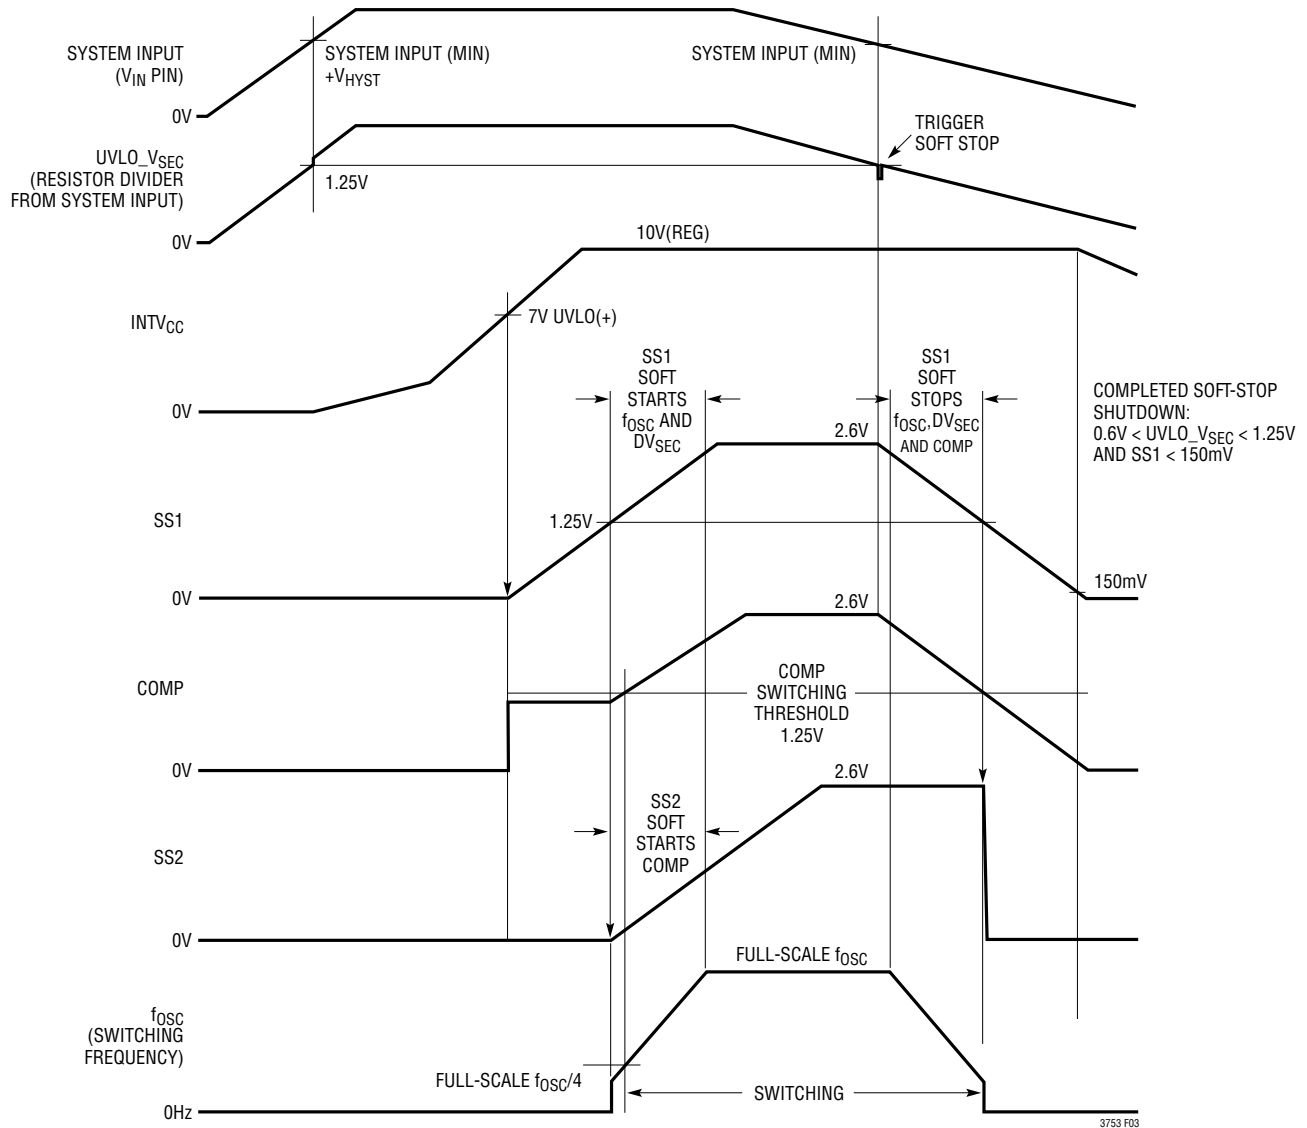 SYSTEM INPUT
(VIN PIN)
SYSTEM INPUT (MIN)
+VHYST
SYSTEM INPUT (MIN)
0V
TRIGGER
SOFT STOP
UVLO_VSEC
(RESISTOR DIVIDER
FROM SYSTEM INPUT)
1.25V
0V
10V(REG)
INTVCC
7V UVLO(+)
0V
SS1
SOFT
STARTS
fOSC AND
DVSEC
SS1
SOFT
STOPS
fOSC, DVSEC
AND COMP
COMPLETED SOFT-STOP
SHUTDOWN:
0.6V < UVLO_VSEC < 1.25V
AND SS1 < 150mV
2.6V
SS1
1.25V
0V
150mV
2.6V
COMP
COMP
SWITCHING
THRESHOLD
1.25V
0V
2.6V
SS2
SOFT
STARTS
COMP
SS2
0V
FULL-SCALE fOSC
fOSC
(SWITCHING
FREQUENCY)
FULL-SCALE fOSC/4
SWITCHING
0Hz
3753 F03